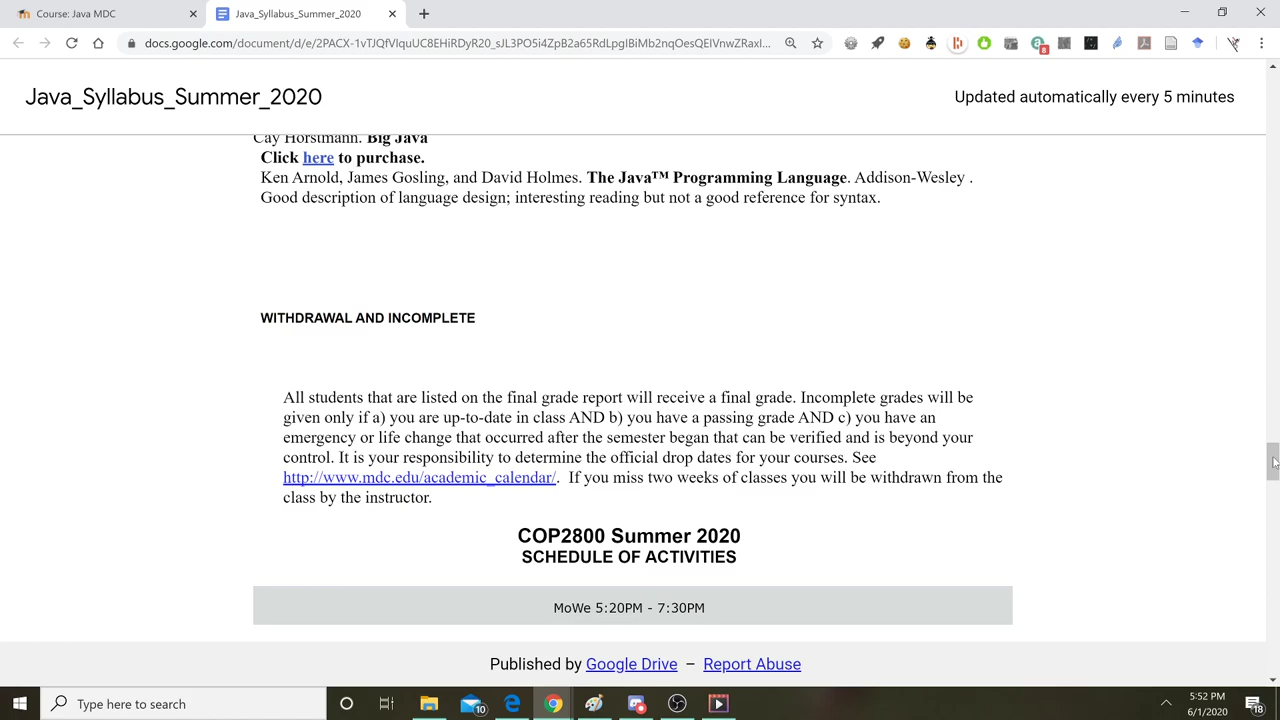 Course: Java MDC
Java_Syllabus_Summer_2020
docs.google.com/document/d/e/2PACX-1vTJOfVIquUC8EHiRDyR20_sJL3PO5i4ZpB2a65RdLpgIBiMb2nqOesQEIVnwZRaxI...
8
Java_Syllabus_Summer_2020
Updated automatically every 5 minutes
Cay Horstmann. Big Java
Click here to purchase.
Ken Arnold, James Gosling, and David Holmes. The Java™ Programming Language. Addison-Wesley .
Good description of language design; interesting reading but not a good reference for syntax.
WITHDRAWAL AND INCOMPLETE
All students that are listed on the final grade report will receive a final grade. Incomplete grades will be
given only if a) you are up-to-date in class AND b) you have a passing grade AND c) you have an
emergency or life change that occurred after the semester began that can be verified and is beyond your
control. It is your responsibility to determine the official drop dates for your courses. See
http://www.mdc.edu/academic_calendar/. If you miss two weeks of classes you will be withdrawn from the
class by the instructor.
COP2800 Summer 2020
SCHEDULE OF ACTIVITIES
MoWe 5:20PM - 7:30PM
Published by Google Drive – Report Abuse
Type here to search
10
5:52 PM
6/1/2020
18